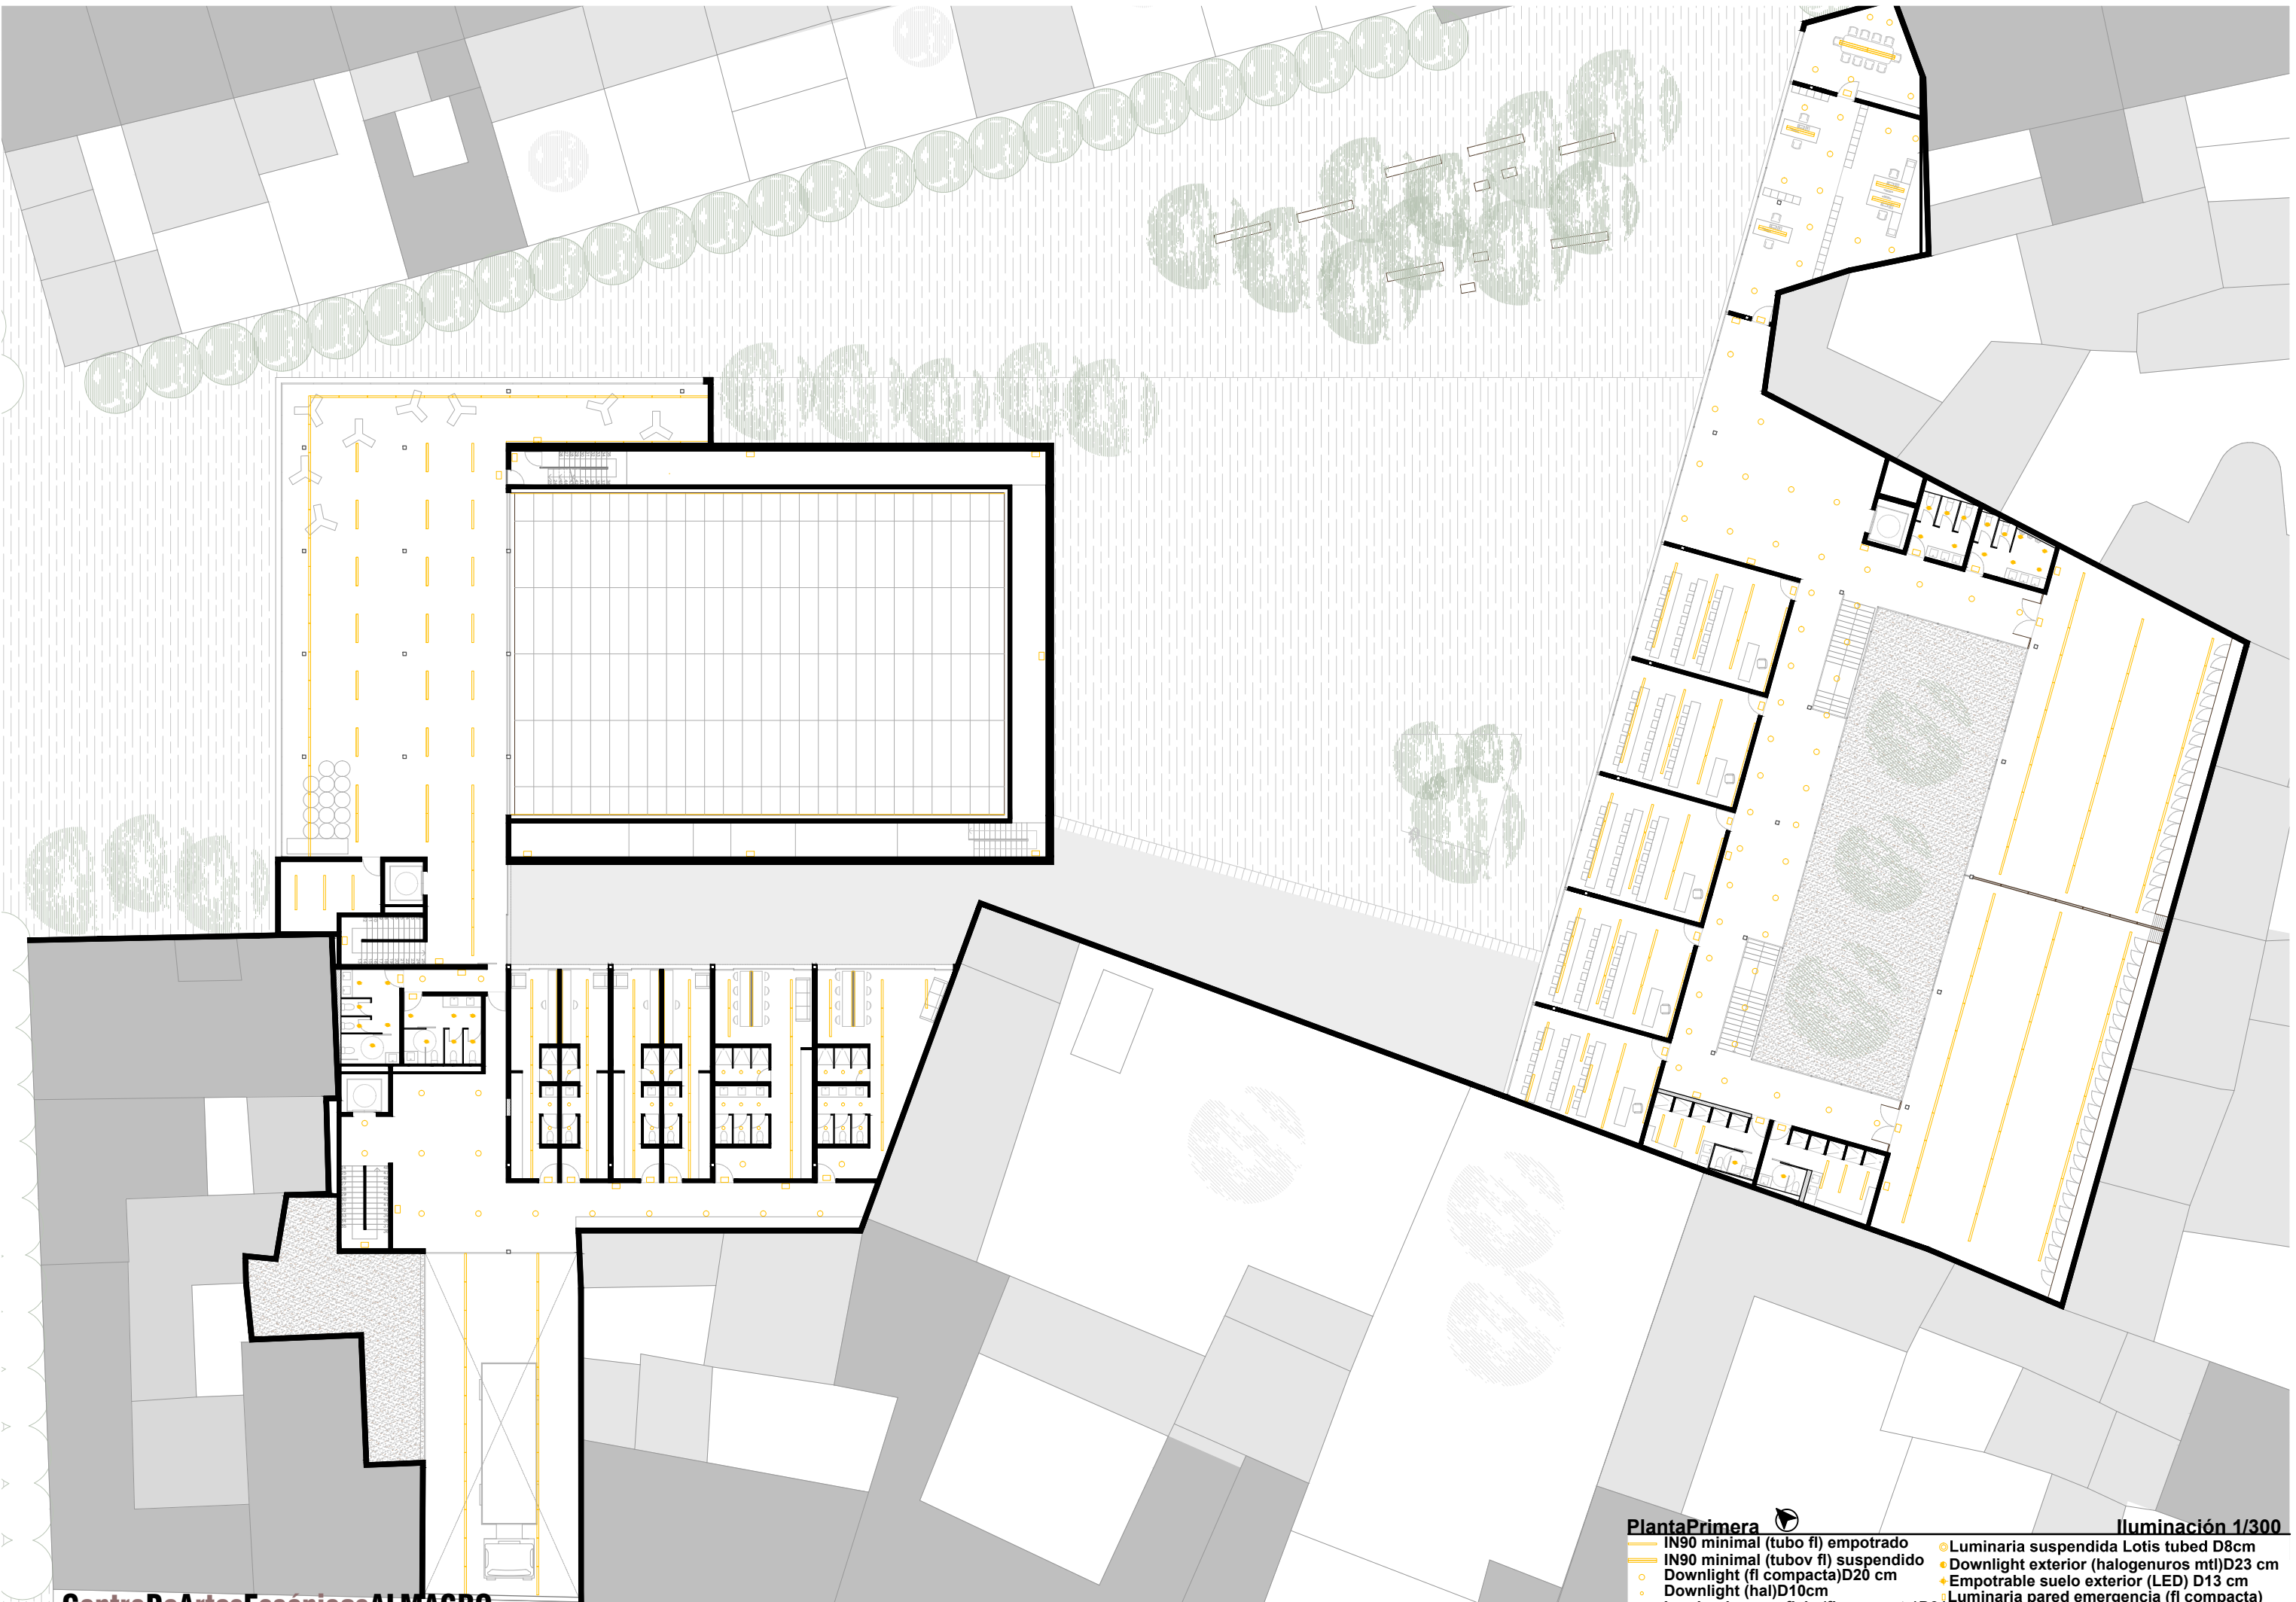 PlantaPrimera
Iluminación 1/300
IN90 minimal (tubo fl) empotrado
IN90 minimal (tubov fl) suspendido
Downlight (fl compacta)D20 cm
Downlight (hal)D10cm
Luminaria suspendida Lotis tubed D8cm
Downlight exterior (halogenuros mtl)D23 cm
Empotrable suelo exterior (LED) D13 cm
Luminaria pared emergencia (fl compacta)
CentroDeArtesEscénicasALMAGRO